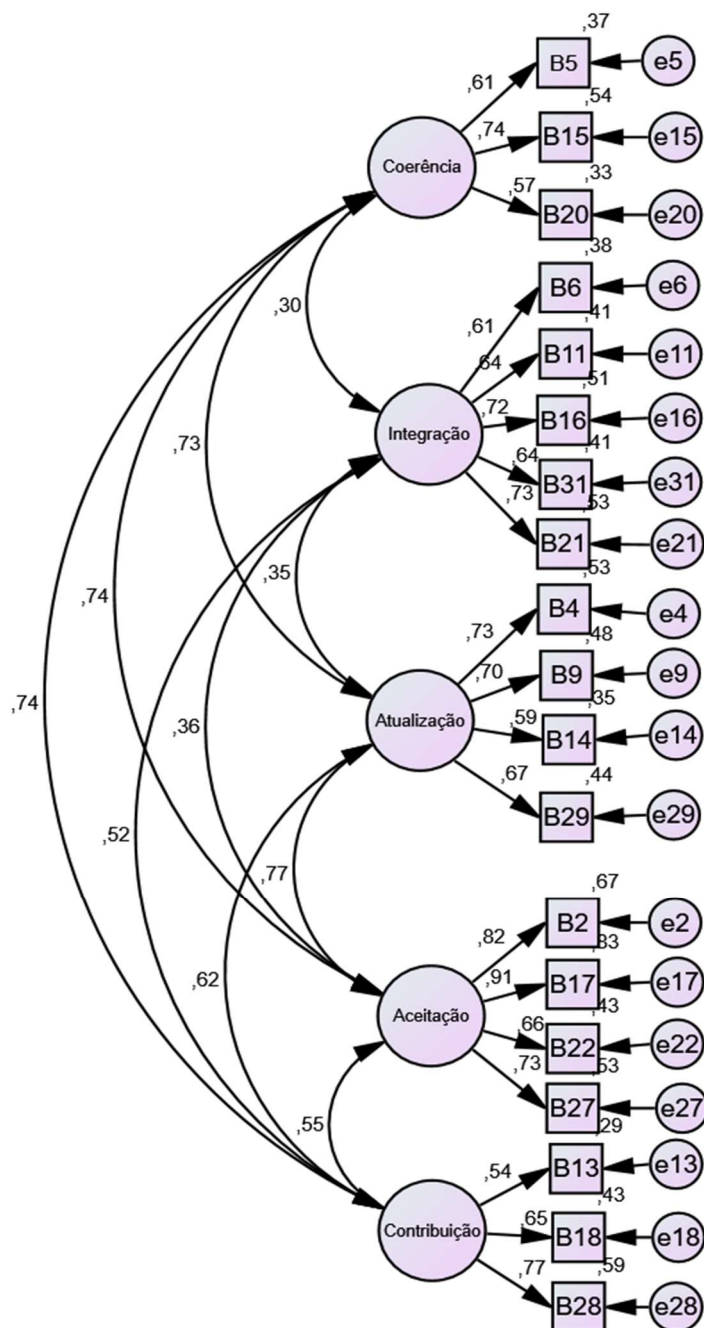 ,37
B5 e5
,61
,54
,74 B15 e15
Coerência
,33
,57 B20 e20
,38
B6 e6
,30
,61
,41
,64 B11 e11
,51
,72 B16 e16
Integração
,41
,64 B31 e31
,73
,53
B21 e21
,73
,35
,53
B4 e4
,74
,73
,48
,70 B9 e9
,35
,74
Atualização
,36
,59 B14 e14
,44
,67 B29 e29
,52
,77
,67
B2 e2
,82
,83
,62
,91 B17 e17
,43
Aceitação
,66 B22 e22
,53
,73 B27 e27
,29
,55
B13 e13
,54
,43
,65 B18 e18
Contribuição
,59
,77 B28 e28